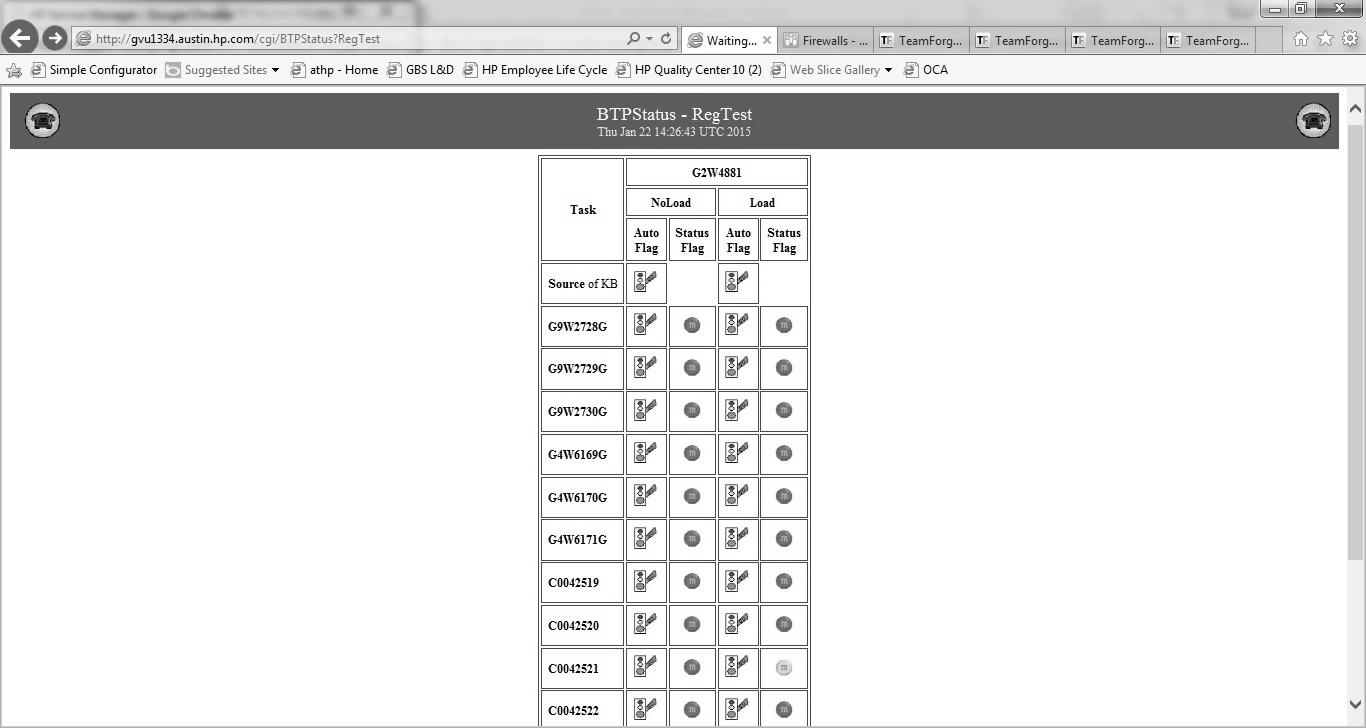 http://gvu1334.austin.hp.com/cgi/BTPStatus?RegTest
Waiting...
Firewalls - ...
TeamForg...
TeamForg...
TeamForg...
TeamForg...
Simple Configurator
Suggested Sites
athp - Home
GBS L&D
HP Employee Life Cycle
HP Quality Center 10 (2)
Web Slice Gallery
OCA
BTPStatus - RegTest
Thu Jan 22 14:26:43 UTC 2015
Task
G2W4881
NoLoad
Load
Auto
Flag
Status
Flag
Auto
Flag
Status
Flag
Source of KB
G9W2728G
m
m
G9W2729G
m
m
G9W2730G
m
m
G4W6169G
m
m
G4W6170G
m
m
G4W6171G
m
m
C0042519
m
m
C0042520
m
m
C0042521
m
m
C0042522
m
m